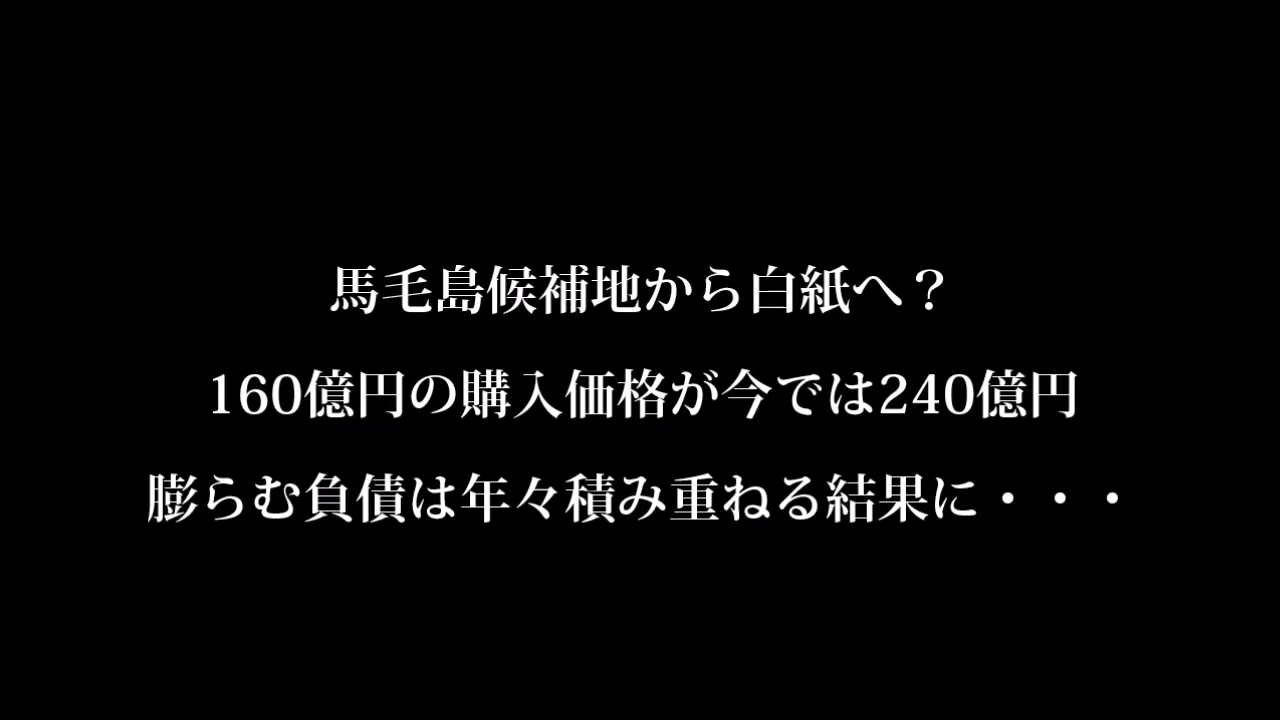 馬毛島候補地から白紙へ？
160億円の購入価格が今では240億円
膨らむ負債は年々積み重ねる結果に・・・